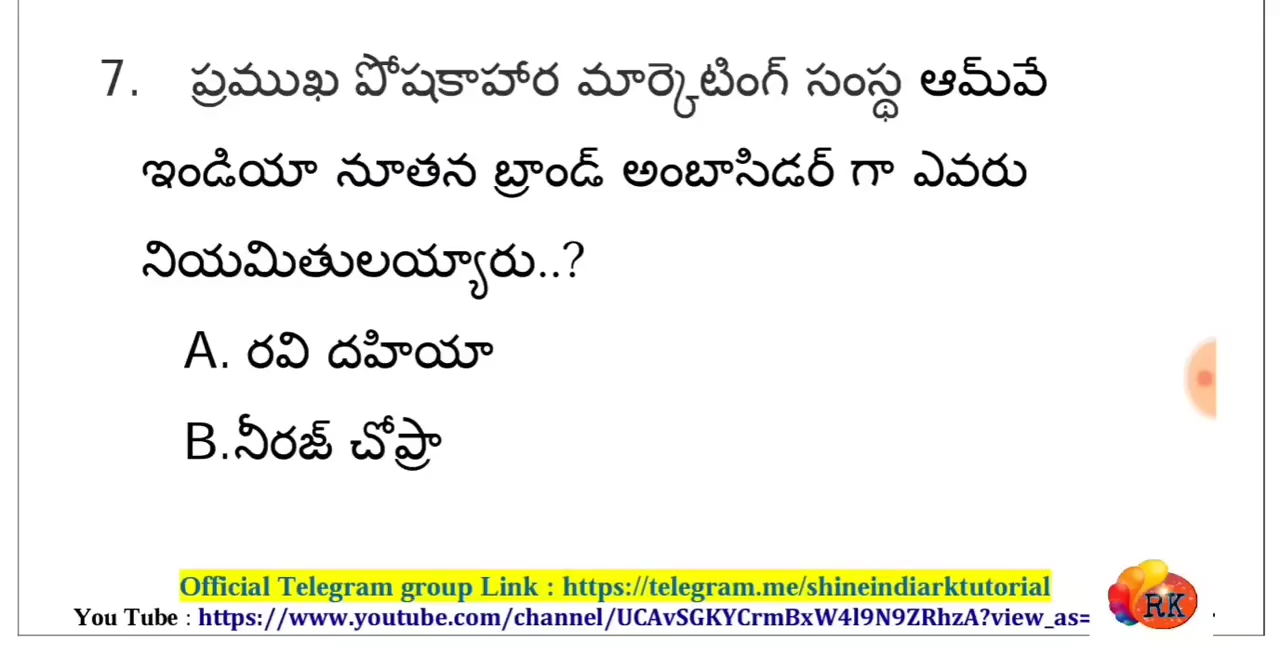 7. ప్రముఖ పోషకాహార మార్కెటింగ్ సంస్థ ఆమ్‌వే
ఇండియా నూతన బ్రాండ్ అంబాసిడర్ గా ఎవరు
నియమితులయ్యారు..?
A. రవి దహియా
B.నీరజ్ చోప్రా
Official Telegram group Link : https://telegram.me/shineindiarktutorial
You Tube : https://www.youtube.com/channel/UCAvSGKYCrmBxW4l9N9ZRhzA?view_as=
RK